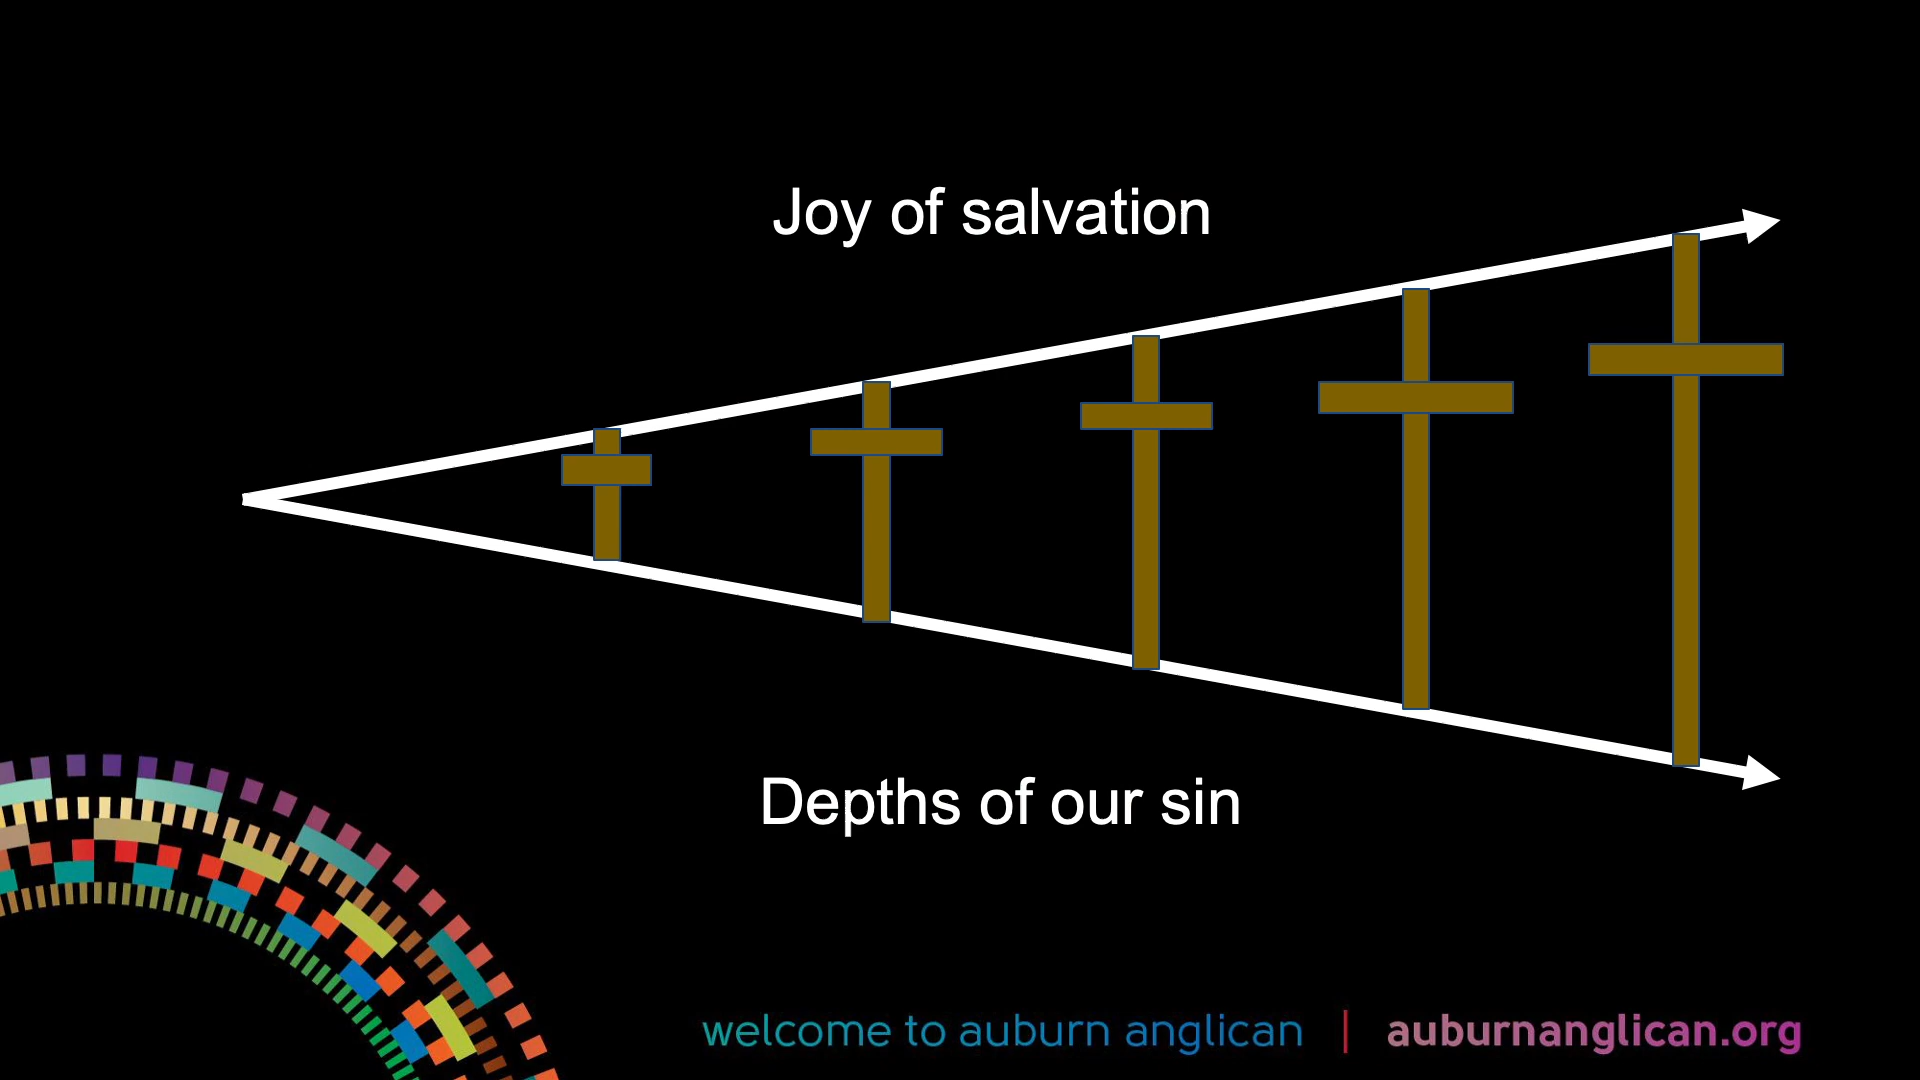 Joy of salvation
Depths of our sin
welcome to auburn anglican | auburnanglican.org